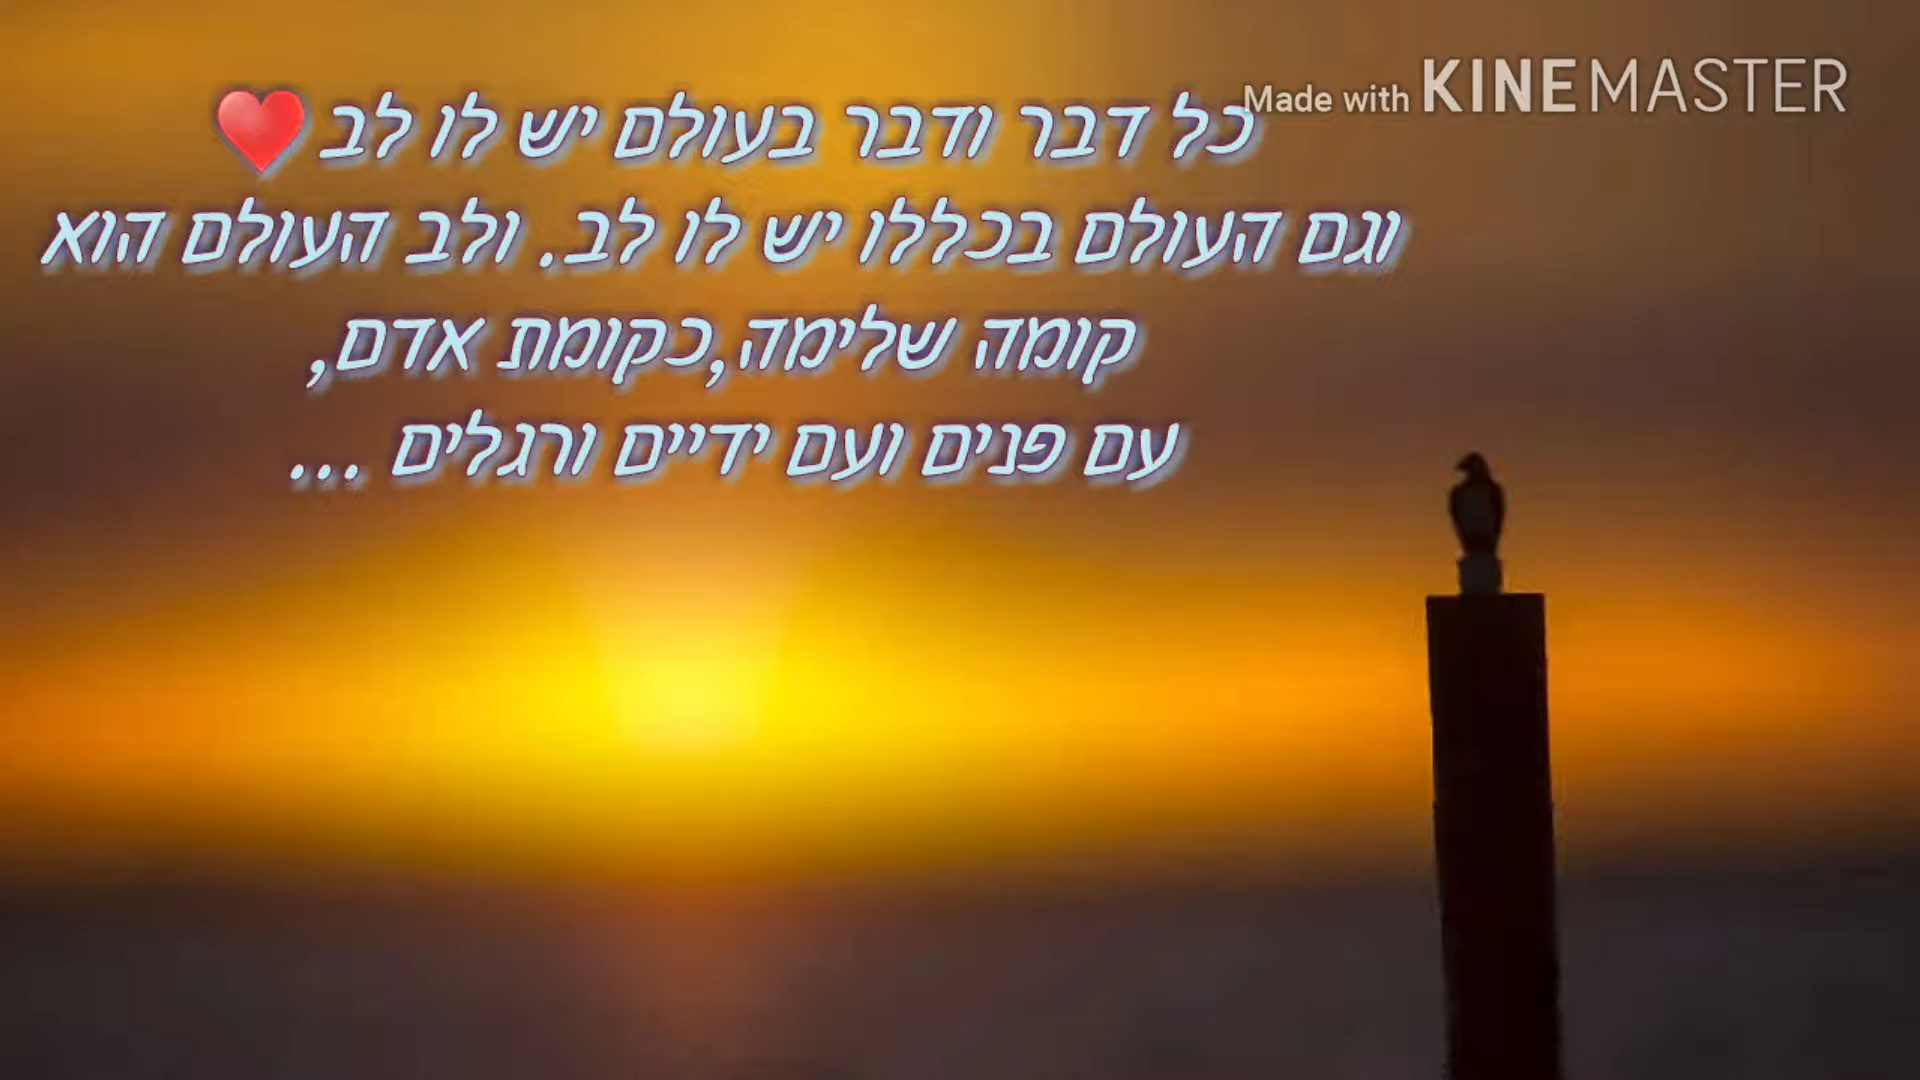 Made with KINEMASTER
כל דבר ודבר בעולם יש לו לב ❤️
וגם העולם בכללו יש לו לב. ולב העולם הוא
קומה שלימה,כקומת אדם,
עם פנים ועם ידיים ורגלים ...